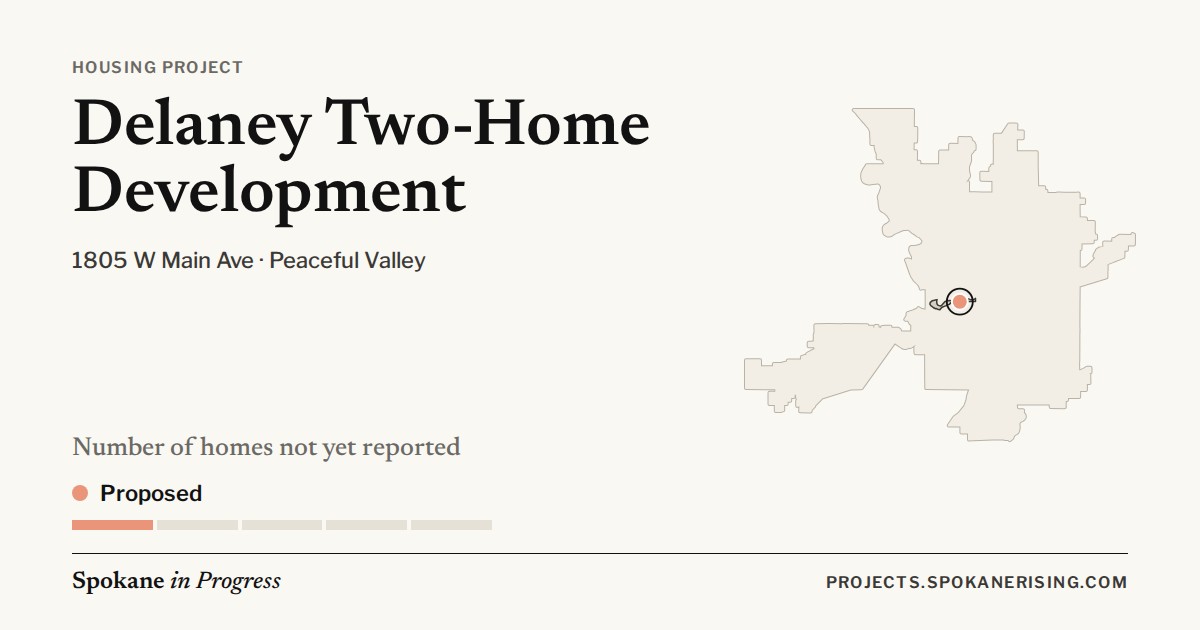 HOUSING PROJECT
Delaney Two-Home
Development
1805 W Main Ave · Peaceful Valley
Number of homes not yet reported
Proposed
Spokane in Progress
PROJECTS.SPOKANERISING.COM